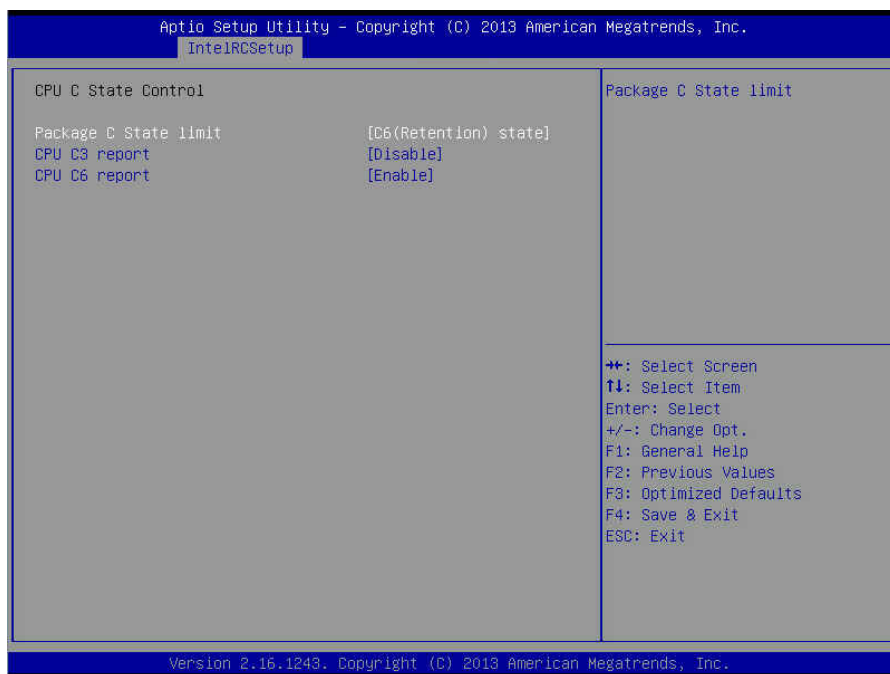 Aptio Setup Utility – Copyright (C) 2013 American Megatrends, Inc.
IntelRCSetup
CPU C State Control
Package C State limit [C6(Retention) state]
CPU C3 report [Disable]
CPU C6 report [Enable]
Package C State limit
→←: Select Screen
↑↓: Select Item
Enter: Select
+/-: Change Opt.
F1: General Help
F2: Previous Values
F3: Optimized Defaults
F4: Save & Exit
ESC: Exit
Version 2.16.1243. Copyright (C) 2013 American Megatrends, Inc.